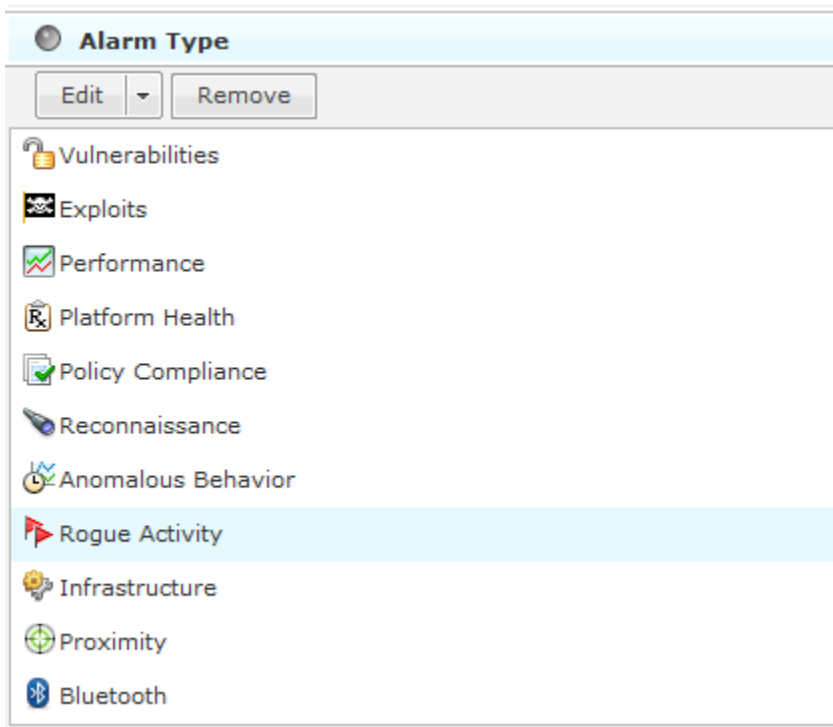 Alarm Type
Edit Remove
Vulnerabilities
Exploits
Performance
Rx Platform Health
Policy Compliance
Reconnaissance
Anomalous Behavior
Rogue Activity
Infrastructure
Proximity
Bluetooth